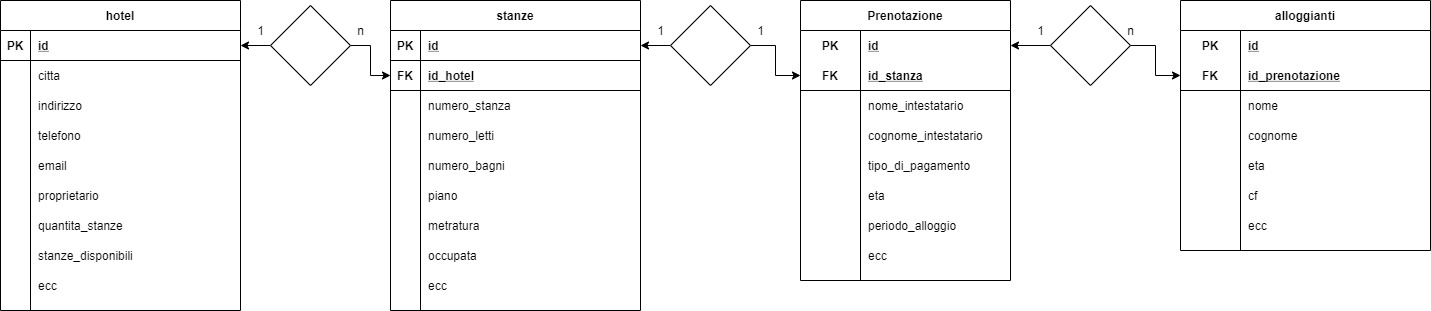 hotel
PK id
citta
indirizzo
telefono
email
proprietario
quantita_stanze
stanze_disponibili
ecc
1
n
stanze
PK id
FK id_hotel
numero_stanza
numero_letti
numero_bagni
piano
metratura
occupata
ecc
1
1
Prenotazione
PK id
FK id_stanza
nome_intestatario
cognome_intestatario
tipo_di_pagamento
eta
periodo_alloggio
ecc
1
n
alloggianti
PK id
FK id_prenotazione
nome
cognome
eta
cf
ecc